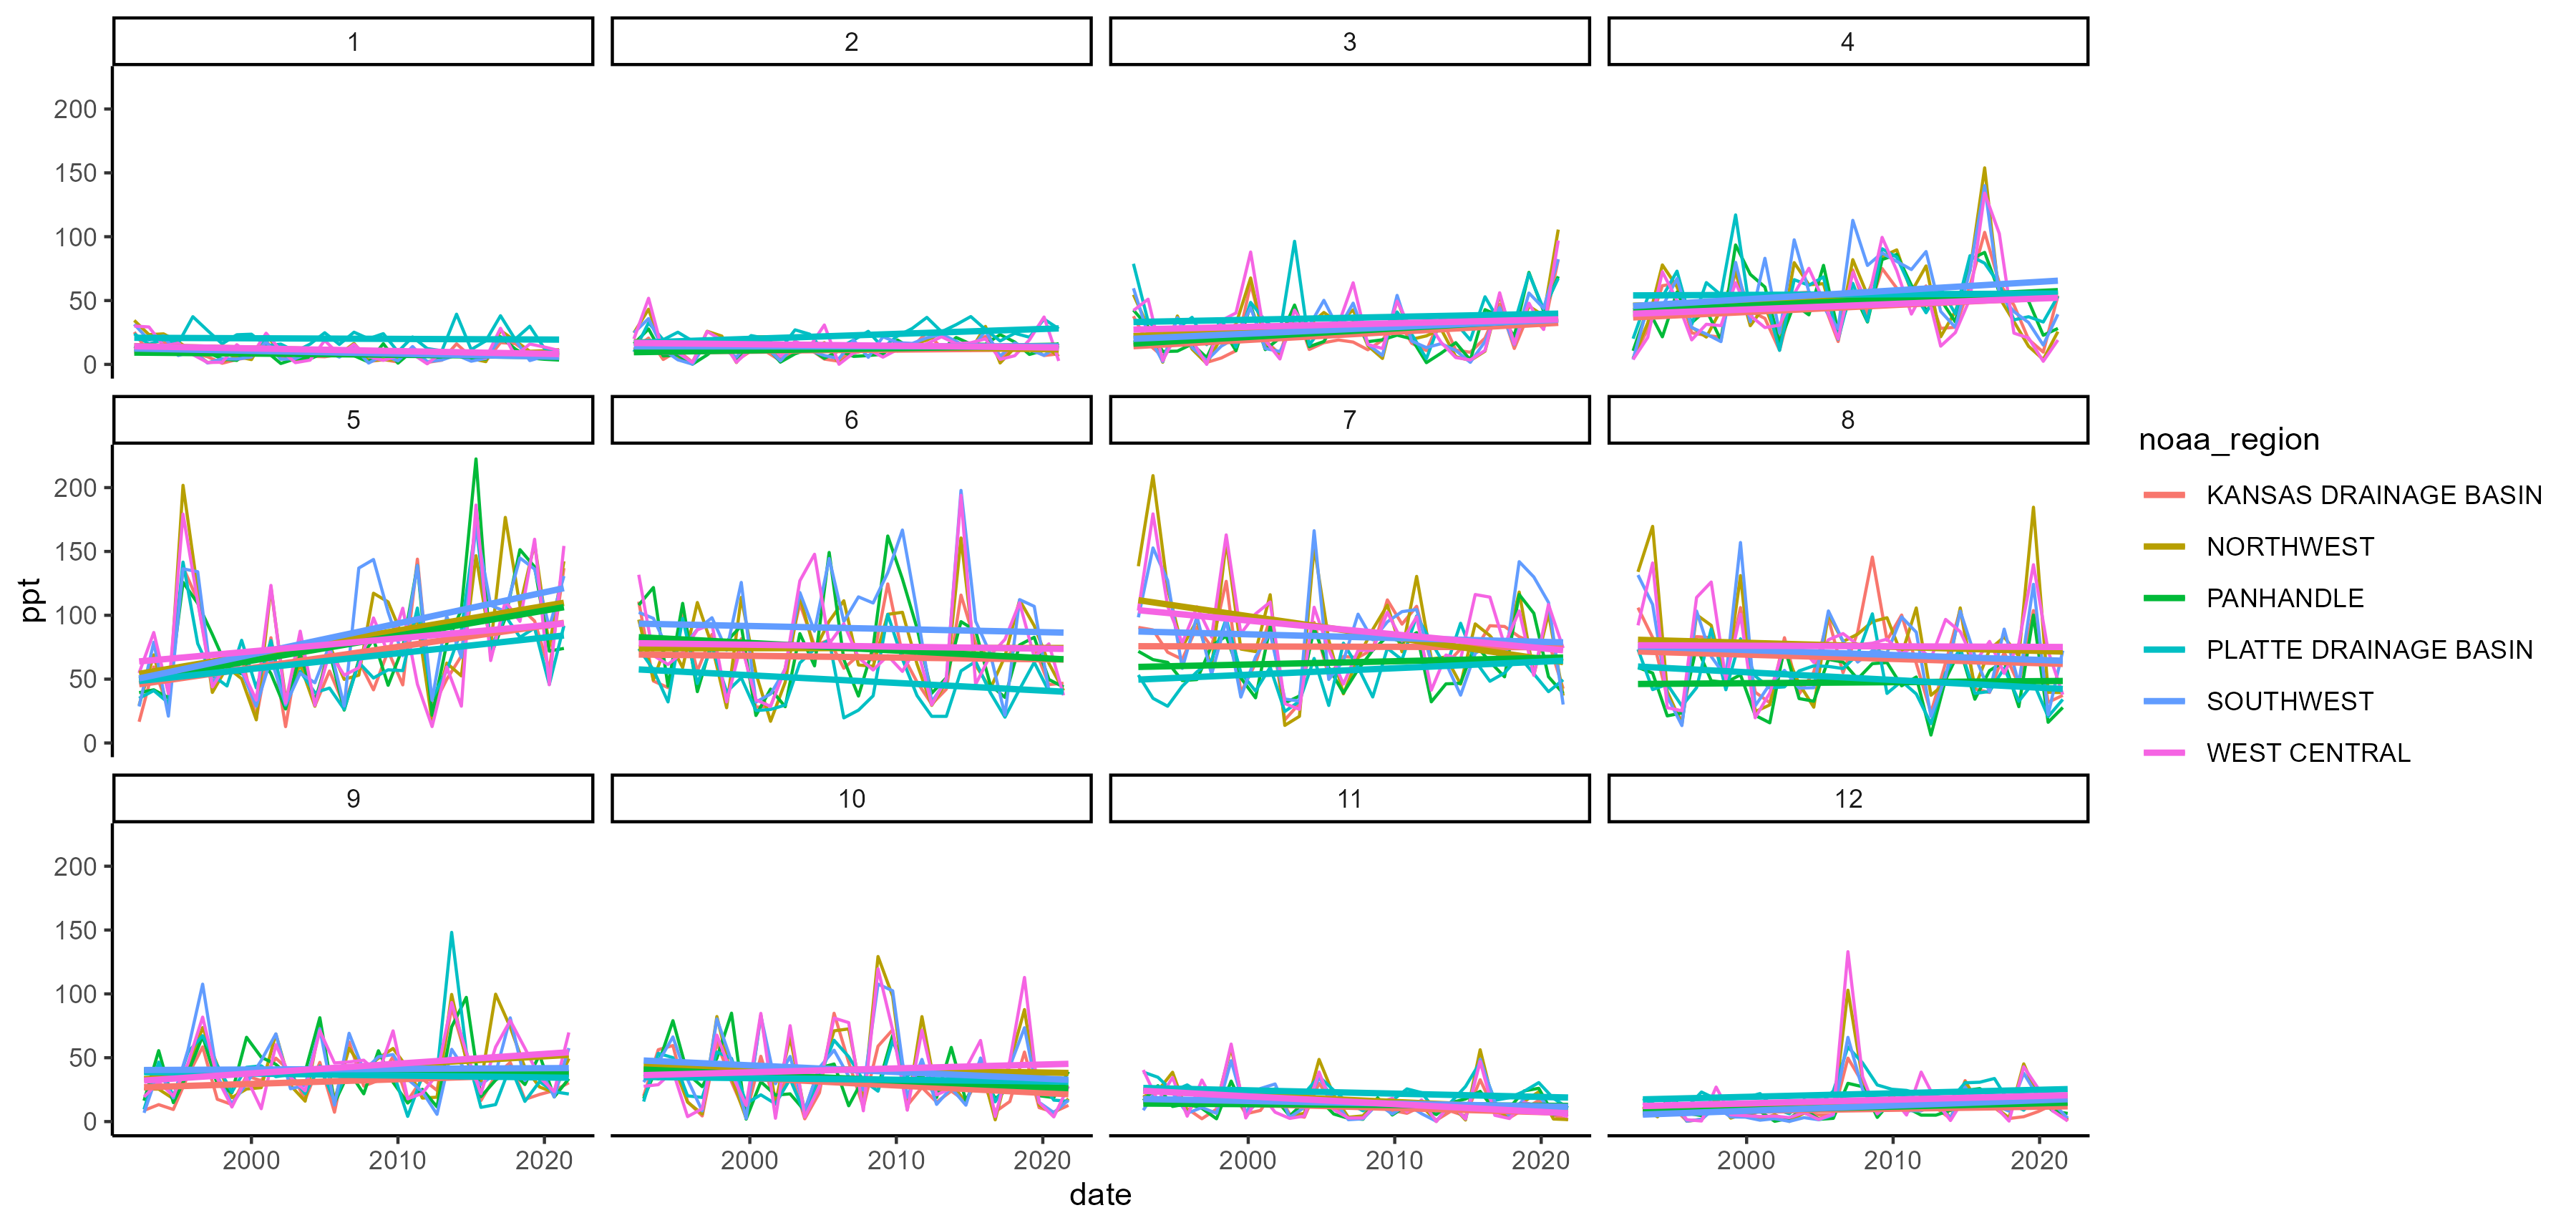 1 2 3 4
200
150
100
50
0
5 6 7 8
200
150
100
50
0
9 10 11 12
200
150
100
50
0
2000 2010 2020 2000 2010 2020 2000 2010 2020 2000 2010 2020
date
ppt
noaa_region
KANSAS DRAINAGE BASIN
NORTHWEST
PANHANDLE
PLATTE DRAINAGE BASIN
SOUTHWEST
WEST CENTRAL